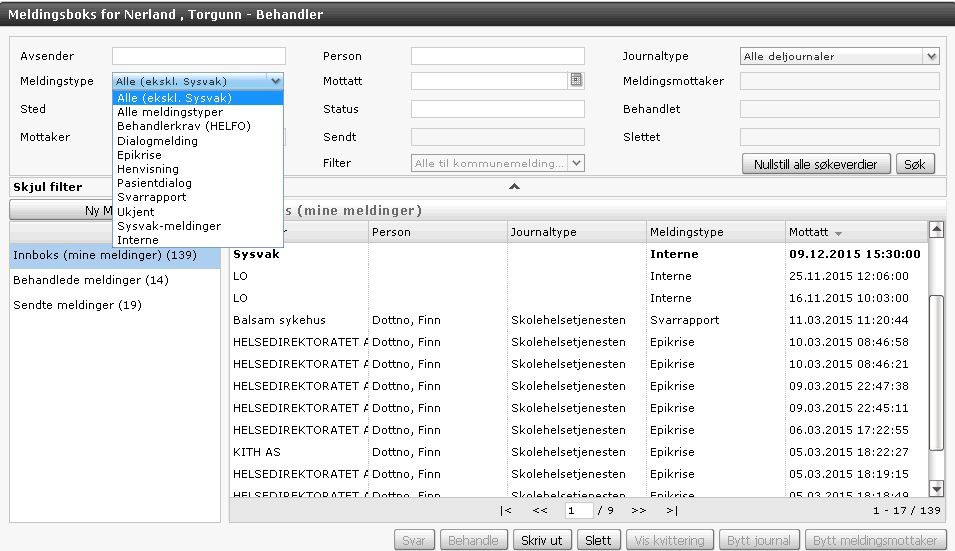 Meldingsboks for Nerland , Torgunn - Behandler
Avsender Person Journaltype Alle deljournaler
Meldingstype Alle (ekskl. Sysvak) Mottatt Meldingsmottaker
Alle (ekskl. Sysvak)
Sted Status Behandlet
Alle meldingstyper
Behandlerkrav (HELFO)
Mottaker Sendt Slettet
Dialogmelding
Epikrise
Filter Alle til kommunemelding... Nullstill alle søkeverdier Søk
Henvisning
Pasientdialog
Skjul filter
Svarrapport
Ukjent
Sysvak-meldinger
Interne
Ny M (mine meldinger)
Person Journaltype Meldingstype Mottatt
Innboks (mine meldinger) (139)
Behandlede meldinger (14)
Sendte meldinger (19)
Sysvak Interne 09.12.2015 15:30:00
LO Interne 25.11.2015 12:06:00
LO Interne 16.11.2015 10:03:00
Balsam sykehus Dottno, Finn Skolehelsetjenesten Svarrapport 11.03.2015 11:20:44
HELSEDIREKTORATET A Dottno, Finn Skolehelsetjenesten Epikrise 10.03.2015 08:46:58
HELSEDIREKTORATET A Dottno, Finn Skolehelsetjenesten Epikrise 10.03.2015 08:46:21
HELSEDIREKTORATET A Dottno, Finn Skolehelsetjenesten Epikrise 09.03.2015 22:47:38
HELSEDIREKTORATET A Dottno, Finn Skolehelsetjenesten Epikrise 09.03.2015 22:45:11
HELSEDIREKTORATET A Dottno, Finn Skolehelsetjenesten Epikrise 06.03.2015 17:22:55
KITH AS Dottno, Finn Skolehelsetjenesten Epikrise 05.03.2015 18:22:27
HELSEDIREKTORATET A Dottno, Finn Skolehelsetjenesten Epikrise 05.03.2015 18:19:15
HELSEDIREKTORATET A Dottno, Finn Skolehelsetjenesten Epikrise 05.03.2015 18:18:49
|< << 1 / 9 >> >| 1 - 17 / 139
Svar Behandle Skriv ut Slett Vis kvittering Bytt journal Bytt meldingsmottaker